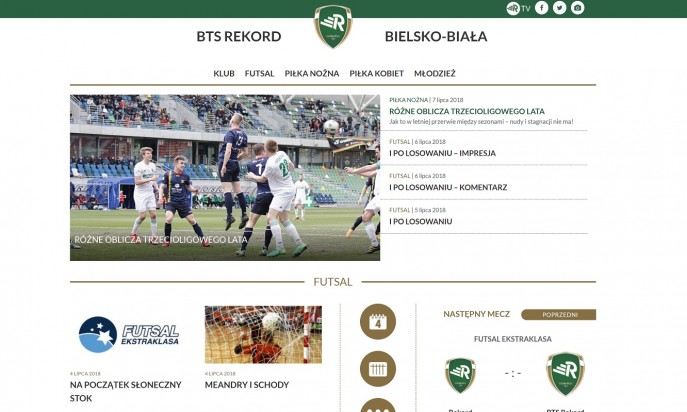 TV
BTS REKORD
BIELSKO-BIAŁA
KLUB FUTSAL PIŁKA NOŻNA PIŁKA KOBIET MŁODZIEŻ
RÓŻNE OBLICZA TRZECIOLIGOWEGO LATA
PIŁKA NOŻNA | 7 lipca 2018
RÓŻNE OBLICZA TRZECIOLIGOWEGO LATA
Jak to w letniej przerwie między sezonami – nudy i stagnacji nie ma!
FUTSAL | 6 lipca 2018
I PO LOSOWANIU – IMPRESJA
FUTSAL | 6 lipca 2018
I PO LOSOWANIU – KOMENTARZ
FUTSAL | 5 lipca 2018
I PO LOSOWANIU
FUTSAL
FUTSAL
EKSTRAKLASA
4 LIPCA 2018
NA POCZĄTEK SŁONECZNY
STOK
4 LIPCA 2018
MEANDRY I SCHODY
4
NASTĘPNY MECZ
POPRZEDNI
FUTSAL EKSTRAKLASA
- : -
Rekord
BTS Rekord